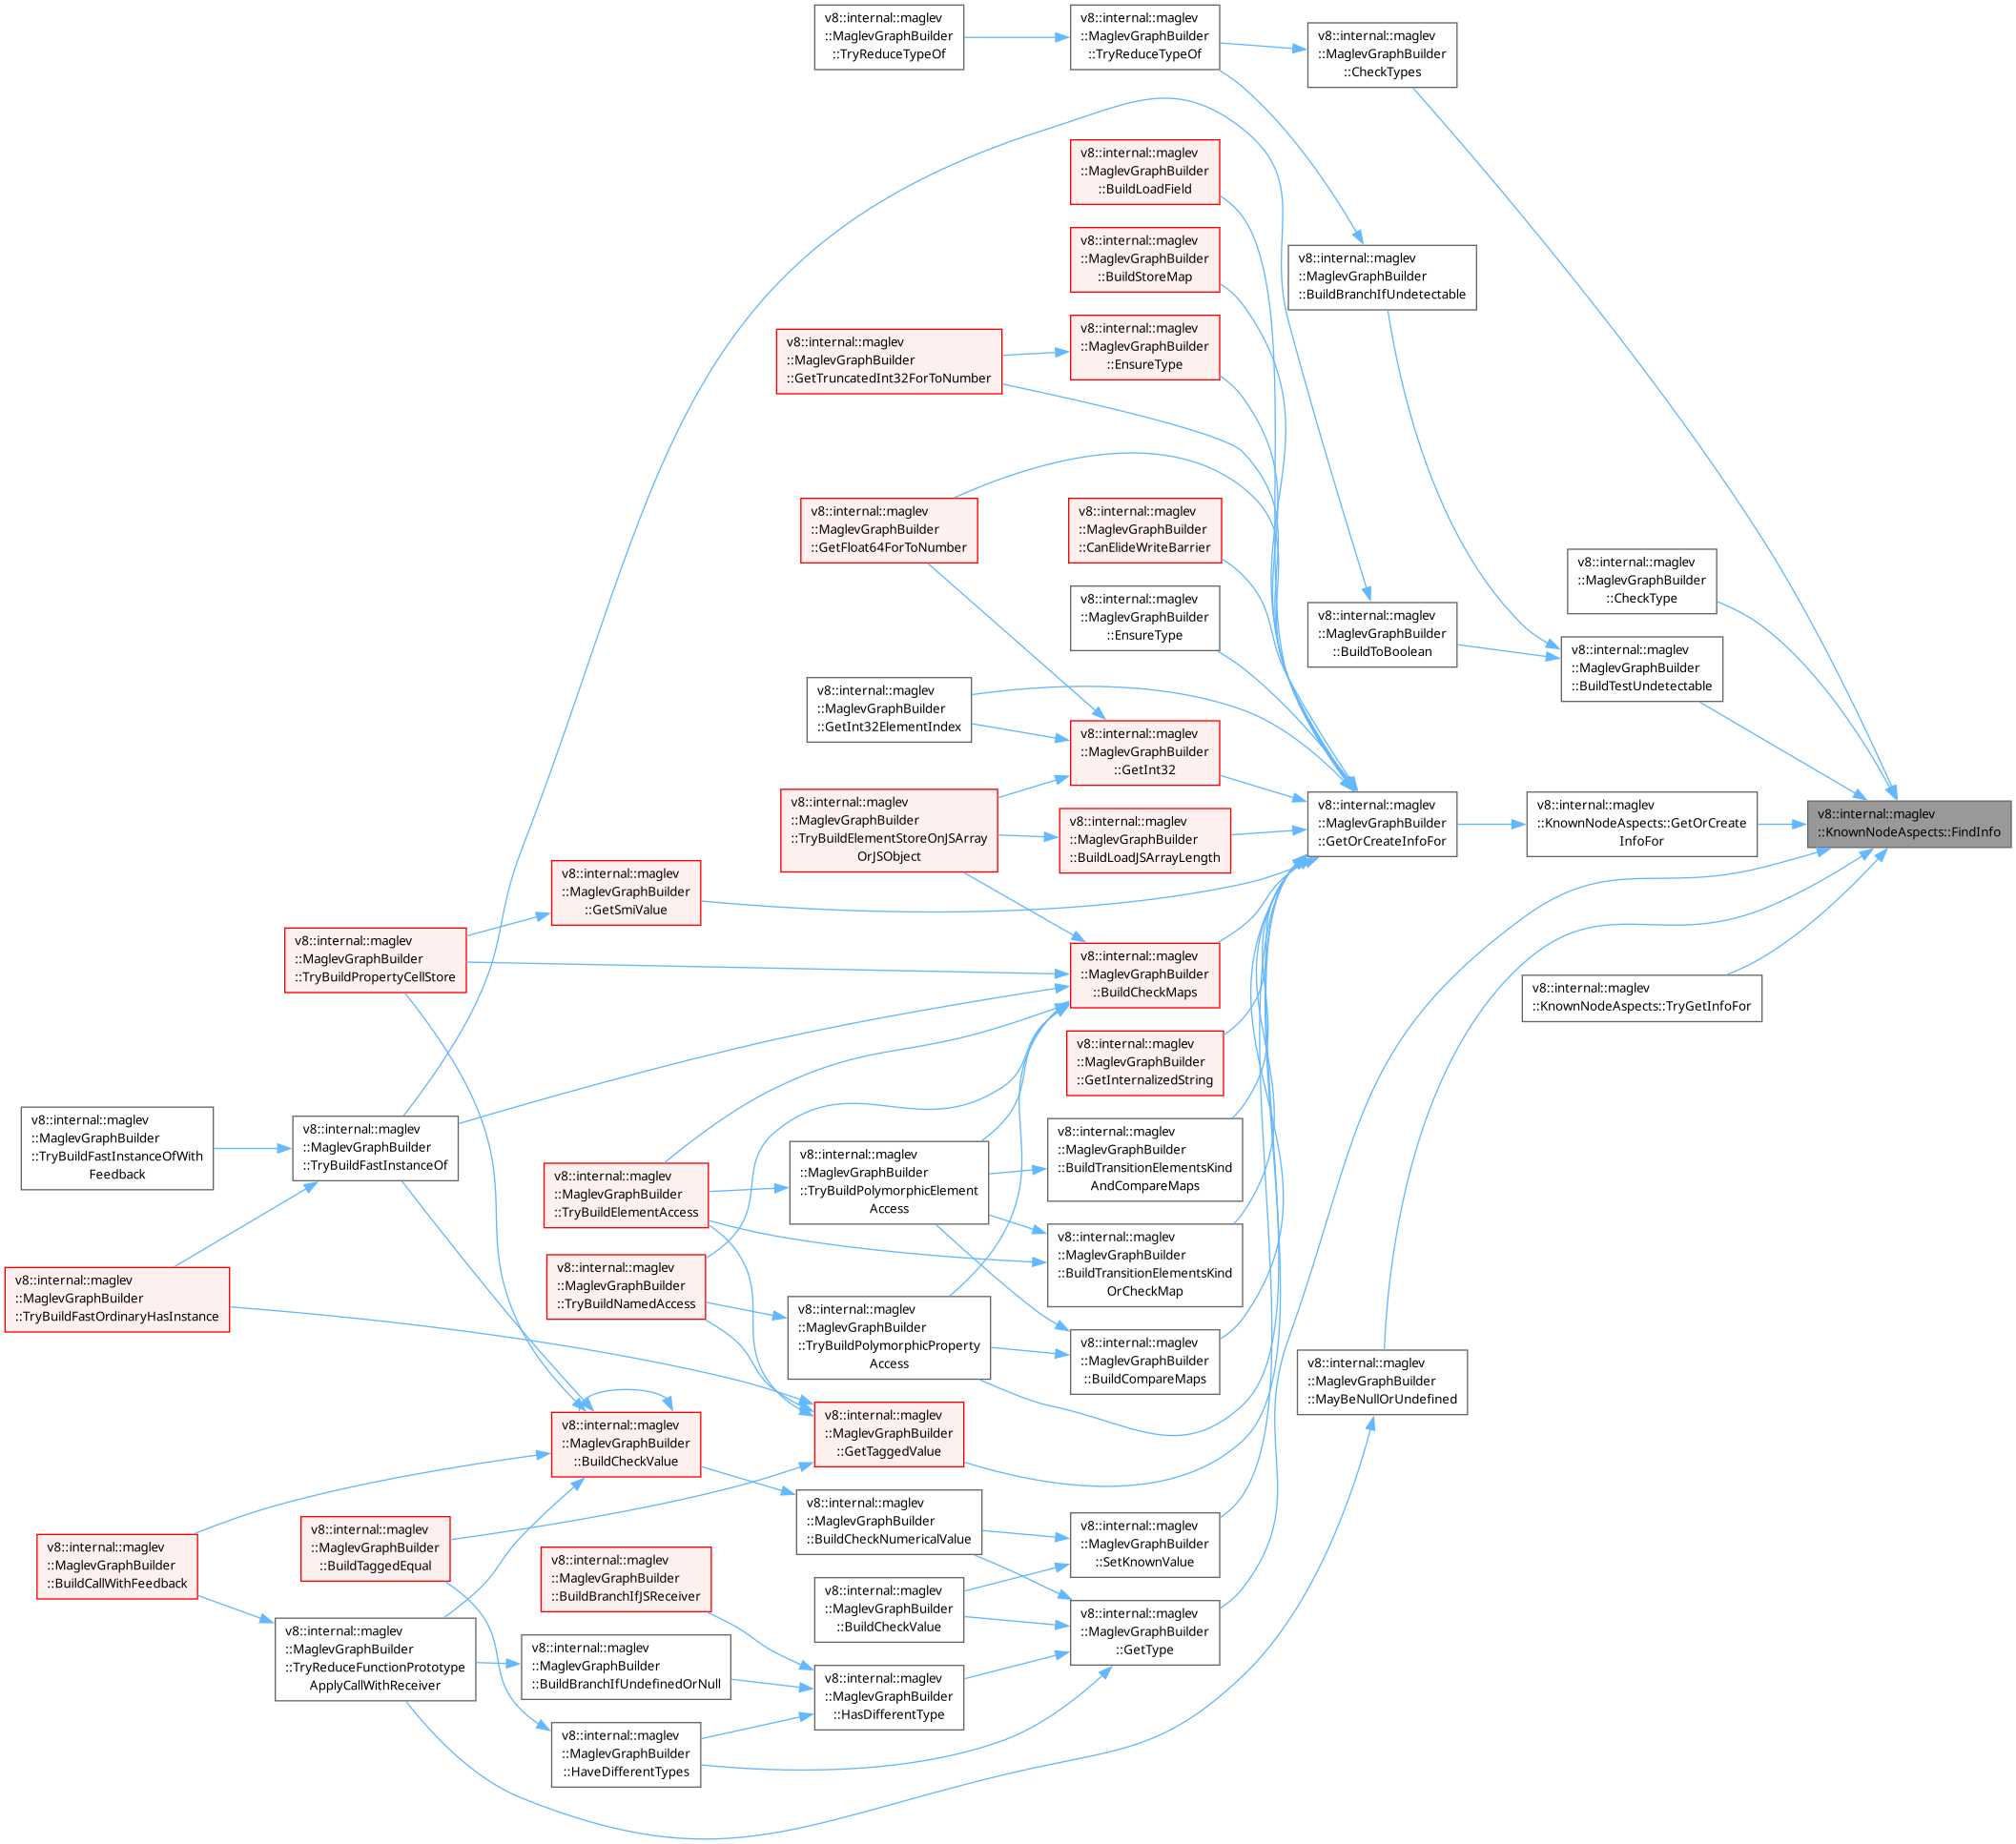 v8::internal::maglev
::MaglevGraphBuilder
::TryReduceTypeOf
v8::internal::maglev
::MaglevGraphBuilder
::TryReduceTypeOf
v8::internal::maglev
::MaglevGraphBuilder
::CheckTypes
v8::internal::maglev
::MaglevGraphBuilder
::BuildLoadField
v8::internal::maglev
::MaglevGraphBuilder
::BuildStoreMap
v8::internal::maglev
::MaglevGraphBuilder
::BuildBranchIfUndetectable
v8::internal::maglev
::MaglevGraphBuilder
::GetTruncatedInt32ForToNumber
v8::internal::maglev
::MaglevGraphBuilder
::EnsureType
v8::internal::maglev
::MaglevGraphBuilder
::GetFloat64ForToNumber
v8::internal::maglev
::MaglevGraphBuilder
::CanElideWriteBarrier
v8::internal::maglev
::MaglevGraphBuilder
::CheckType
v8::internal::maglev
::MaglevGraphBuilder
::EnsureType
v8::internal::maglev
::MaglevGraphBuilder
::BuildToBoolean
v8::internal::maglev
::MaglevGraphBuilder
::BuildTestUndetectable
v8::internal::maglev
::MaglevGraphBuilder
::GetInt32ElementIndex
v8::internal::maglev
::MaglevGraphBuilder
::GetInt32
v8::internal::maglev
::MaglevGraphBuilder
::TryBuildElementStoreOnJSArray
OrJSObject
v8::internal::maglev
::MaglevGraphBuilder
::BuildLoadJSArrayLength
v8::internal::maglev
::MaglevGraphBuilder
::GetOrCreateInfoFor
v8::internal::maglev
::KnownNodeAspects::GetOrCreate
InfoFor
v8::internal::maglev
::KnownNodeAspects::FindInfo
v8::internal::maglev
::MaglevGraphBuilder
::GetSmiValue
v8::internal::maglev
::MaglevGraphBuilder
::TryBuildPropertyCellStore
v8::internal::maglev
::MaglevGraphBuilder
::BuildCheckMaps
v8::internal::maglev
::KnownNodeAspects::TryGetInfoFor
v8::internal::maglev
::MaglevGraphBuilder
::GetInternalizedString
v8::internal::maglev
::MaglevGraphBuilder
::TryBuildFastInstanceOfWith
Feedback
v8::internal::maglev
::MaglevGraphBuilder
::TryBuildFastInstanceOf
v8::internal::maglev
::MaglevGraphBuilder
::TryBuildElementAccess
v8::internal::maglev
::MaglevGraphBuilder
::TryBuildPolymorphicElement
Access
v8::internal::maglev
::MaglevGraphBuilder
::BuildTransitionElementsKind
AndCompareMaps
v8::internal::maglev
::MaglevGraphBuilder
::BuildTransitionElementsKind
OrCheckMap
v8::internal::maglev
::MaglevGraphBuilder
::TryBuildFastOrdinaryHasInstance
v8::internal::maglev
::MaglevGraphBuilder
::TryBuildNamedAccess
v8::internal::maglev
::MaglevGraphBuilder
::TryBuildPolymorphicProperty
Access
v8::internal::maglev
::MaglevGraphBuilder
::BuildCompareMaps
v8::internal::maglev
::MaglevGraphBuilder
::MayBeNullOrUndefined
v8::internal::maglev
::MaglevGraphBuilder
::BuildCheckValue
v8::internal::maglev
::MaglevGraphBuilder
::GetTaggedValue
v8::internal::maglev
::MaglevGraphBuilder
::BuildCheckNumericalValue
v8::internal::maglev
::MaglevGraphBuilder
::SetKnownValue
v8::internal::maglev
::MaglevGraphBuilder
::BuildCallWithFeedback
v8::internal::maglev
::MaglevGraphBuilder
::BuildTaggedEqual
v8::internal::maglev
::MaglevGraphBuilder
::BuildBranchIfJSReceiver
v8::internal::maglev
::MaglevGraphBuilder
::BuildCheckValue
v8::internal::maglev
::MaglevGraphBuilder
::GetType
v8::internal::maglev
::MaglevGraphBuilder
::TryReduceFunctionPrototype
ApplyCallWithReceiver
v8::internal::maglev
::MaglevGraphBuilder
::BuildBranchIfUndefinedOrNull
v8::internal::maglev
::MaglevGraphBuilder
::HasDifferentType
v8::internal::maglev
::MaglevGraphBuilder
::HaveDifferentTypes